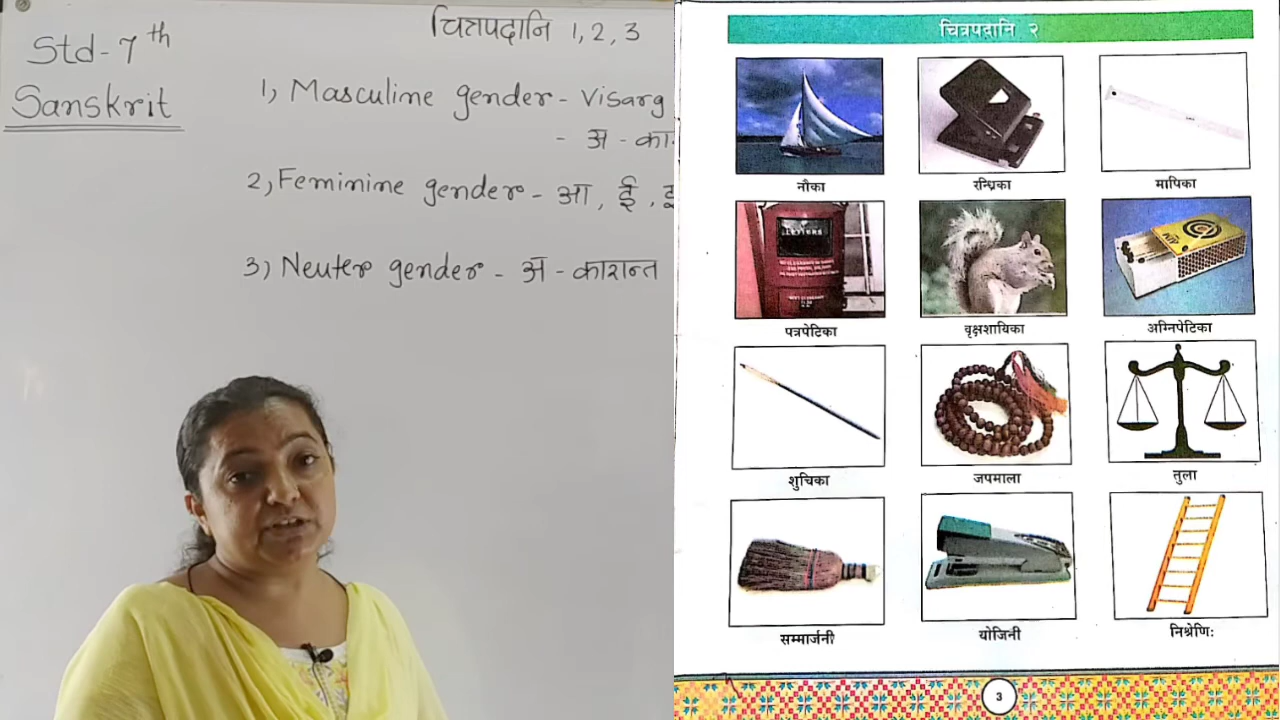 Std-7th
Sanskrit
चित्रपदानि 1, 2, 3
1) Masculine gender - Visarg
- अ - का
2) Feminine gender - आ, ई,
3) Neuter gender - अ - कारान्त
चित्रपदानि २
नौका
रन्ध्रिका
मापिका
LETTERS
पत्रपेटिका
वृक्षशायिका
अग्निपेटिका
शुचिका
जपमाला
तुला
सम्मार्जनी
योजिनी
निश्रेणिः
3